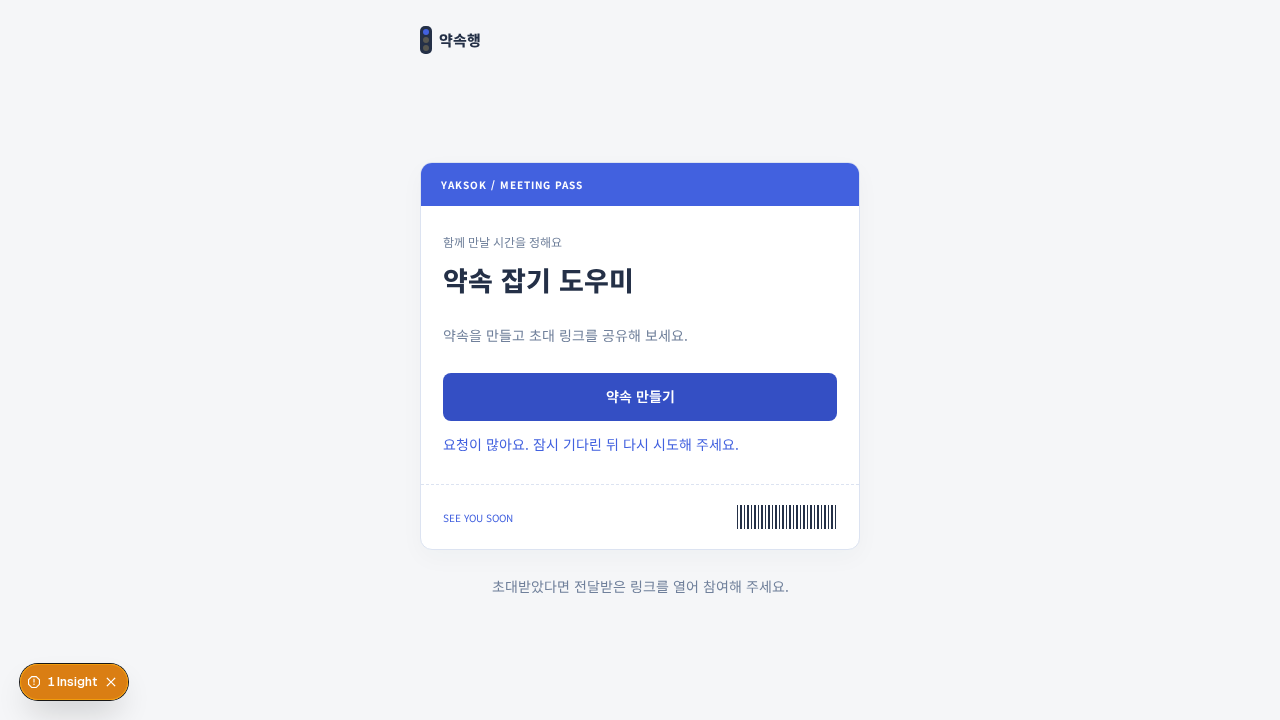 약속행
YAKSOK / MEETING PASS
함께 만날 시간을 정해요
약속 잡기 도우미
약속을 만들고 초대 링크를 공유해 보세요.
약속 만들기
요청이 많아요. 잠시 기다린 뒤 다시 시도해 주세요.
SEE YOU SOON
초대받았다면 전달받은 링크를 열어 참여해 주세요.
1 Insight